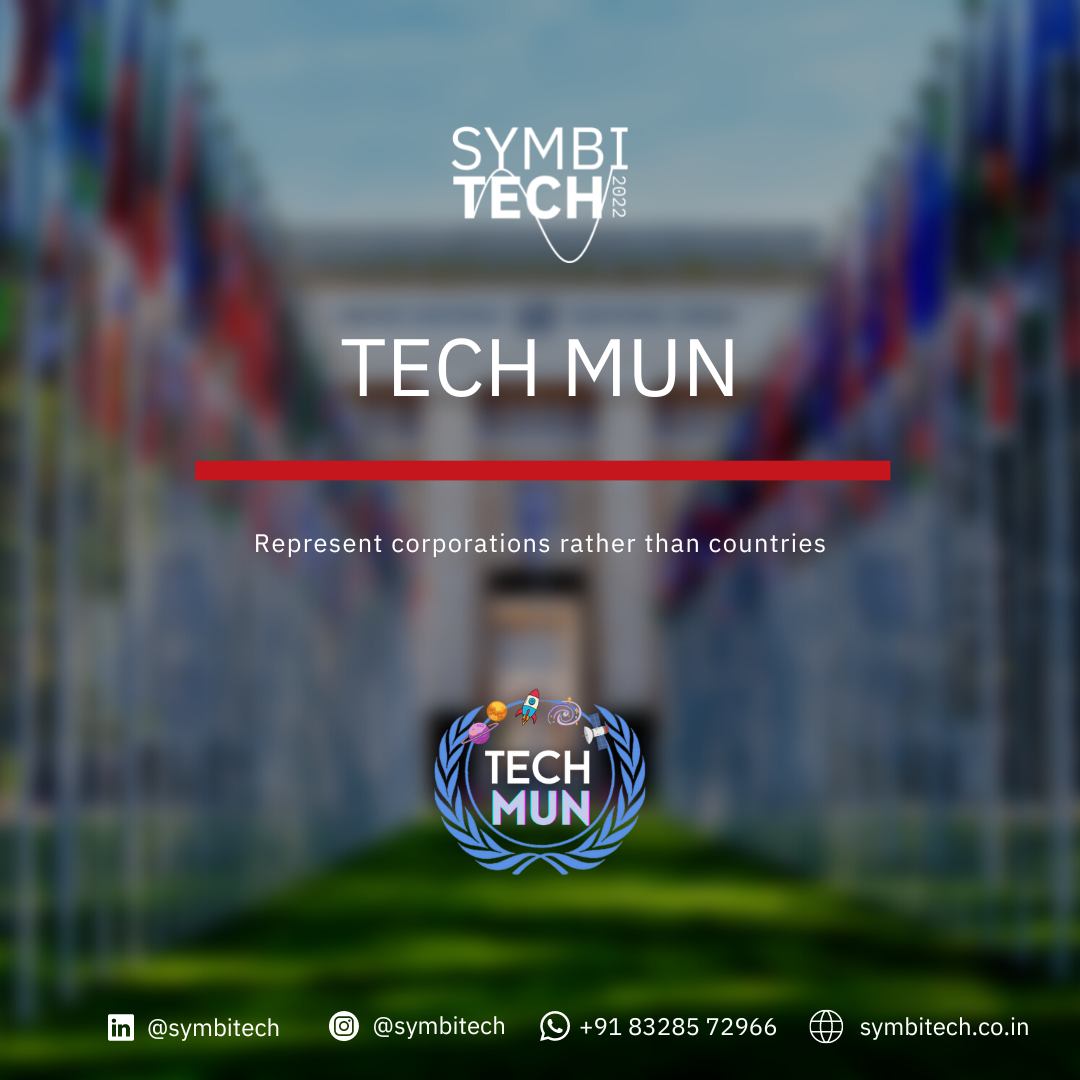 SYMBI
TECH 2022
TECH MUN
Represent corporations rather than countries
TECH
MUN
@symbitech @symbitech +91 83285 72966 symbitech.co.in